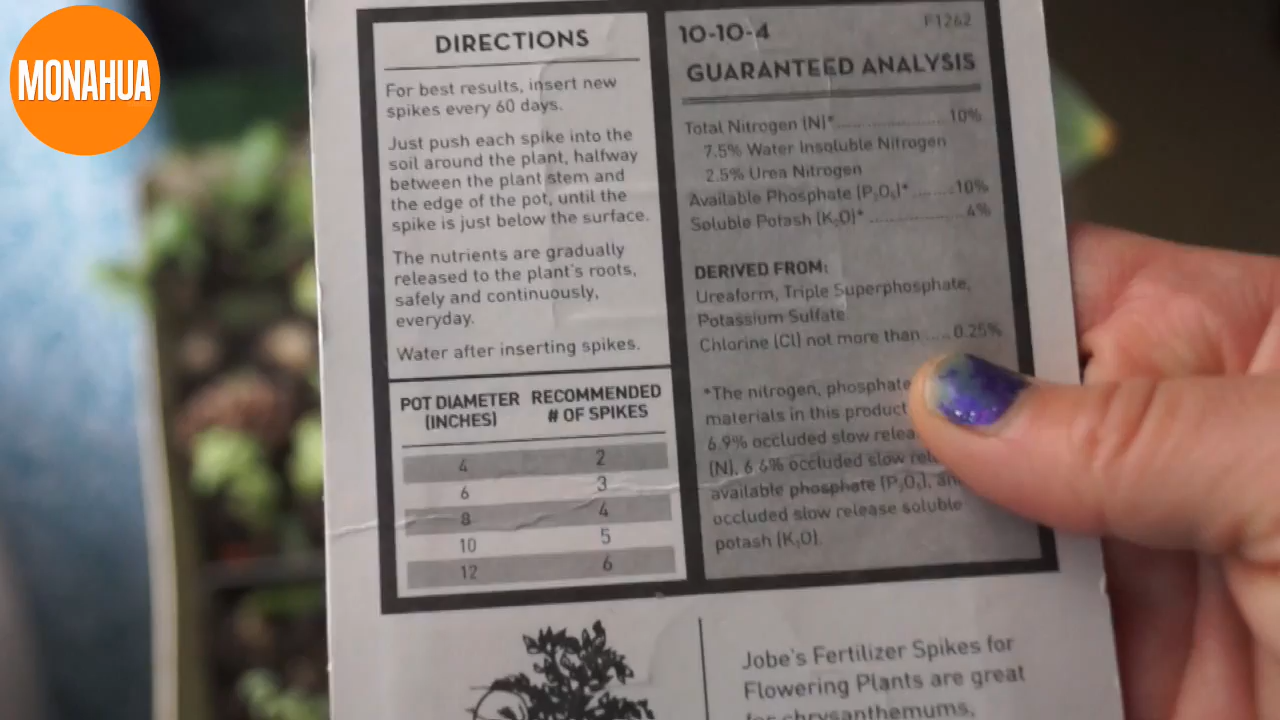 MONAHUA
DIRECTIONS
For best results, insert new
spikes every 60 days.
Just push each spike into the
soil around the plant, halfway
between the plant stem and
the edge of the pot, until the
spike is just below the surface.
The nutrients are gradually
released to the plant's roots,
safely and continuously,
everyday.
Water after inserting spikes.
POT DIAMETER RECOMMENDED
(INCHES) # OF SPIKES
4 2
6 3
8 4
10 5
12 6
10-10-4 F1262
GUARANTEED ANALYSIS
Total Nitrogen (N)*.................10%
7.5% Water Insoluble Nitrogen
2.5% Urea Nitrogen
Available Phosphate (P₂O₅)*.......10%
Soluble Potash (K₂O)*................4%
DERIVED FROM:
Ureaform, Triple Superphosphate,
Potassium Sulfate.
Chlorine (Cl) not more than .....0.25%
*The nitrogen, phosphate
materials in this product
6.9% occluded slow relea
(N), 6.6% occluded slow rel
available phosphate (P₂O₅), an
occluded slow release soluble
potash (K₂O).
Jobe's Fertilizer Spikes for
Flowering Plants are great
for chrysanthemums,